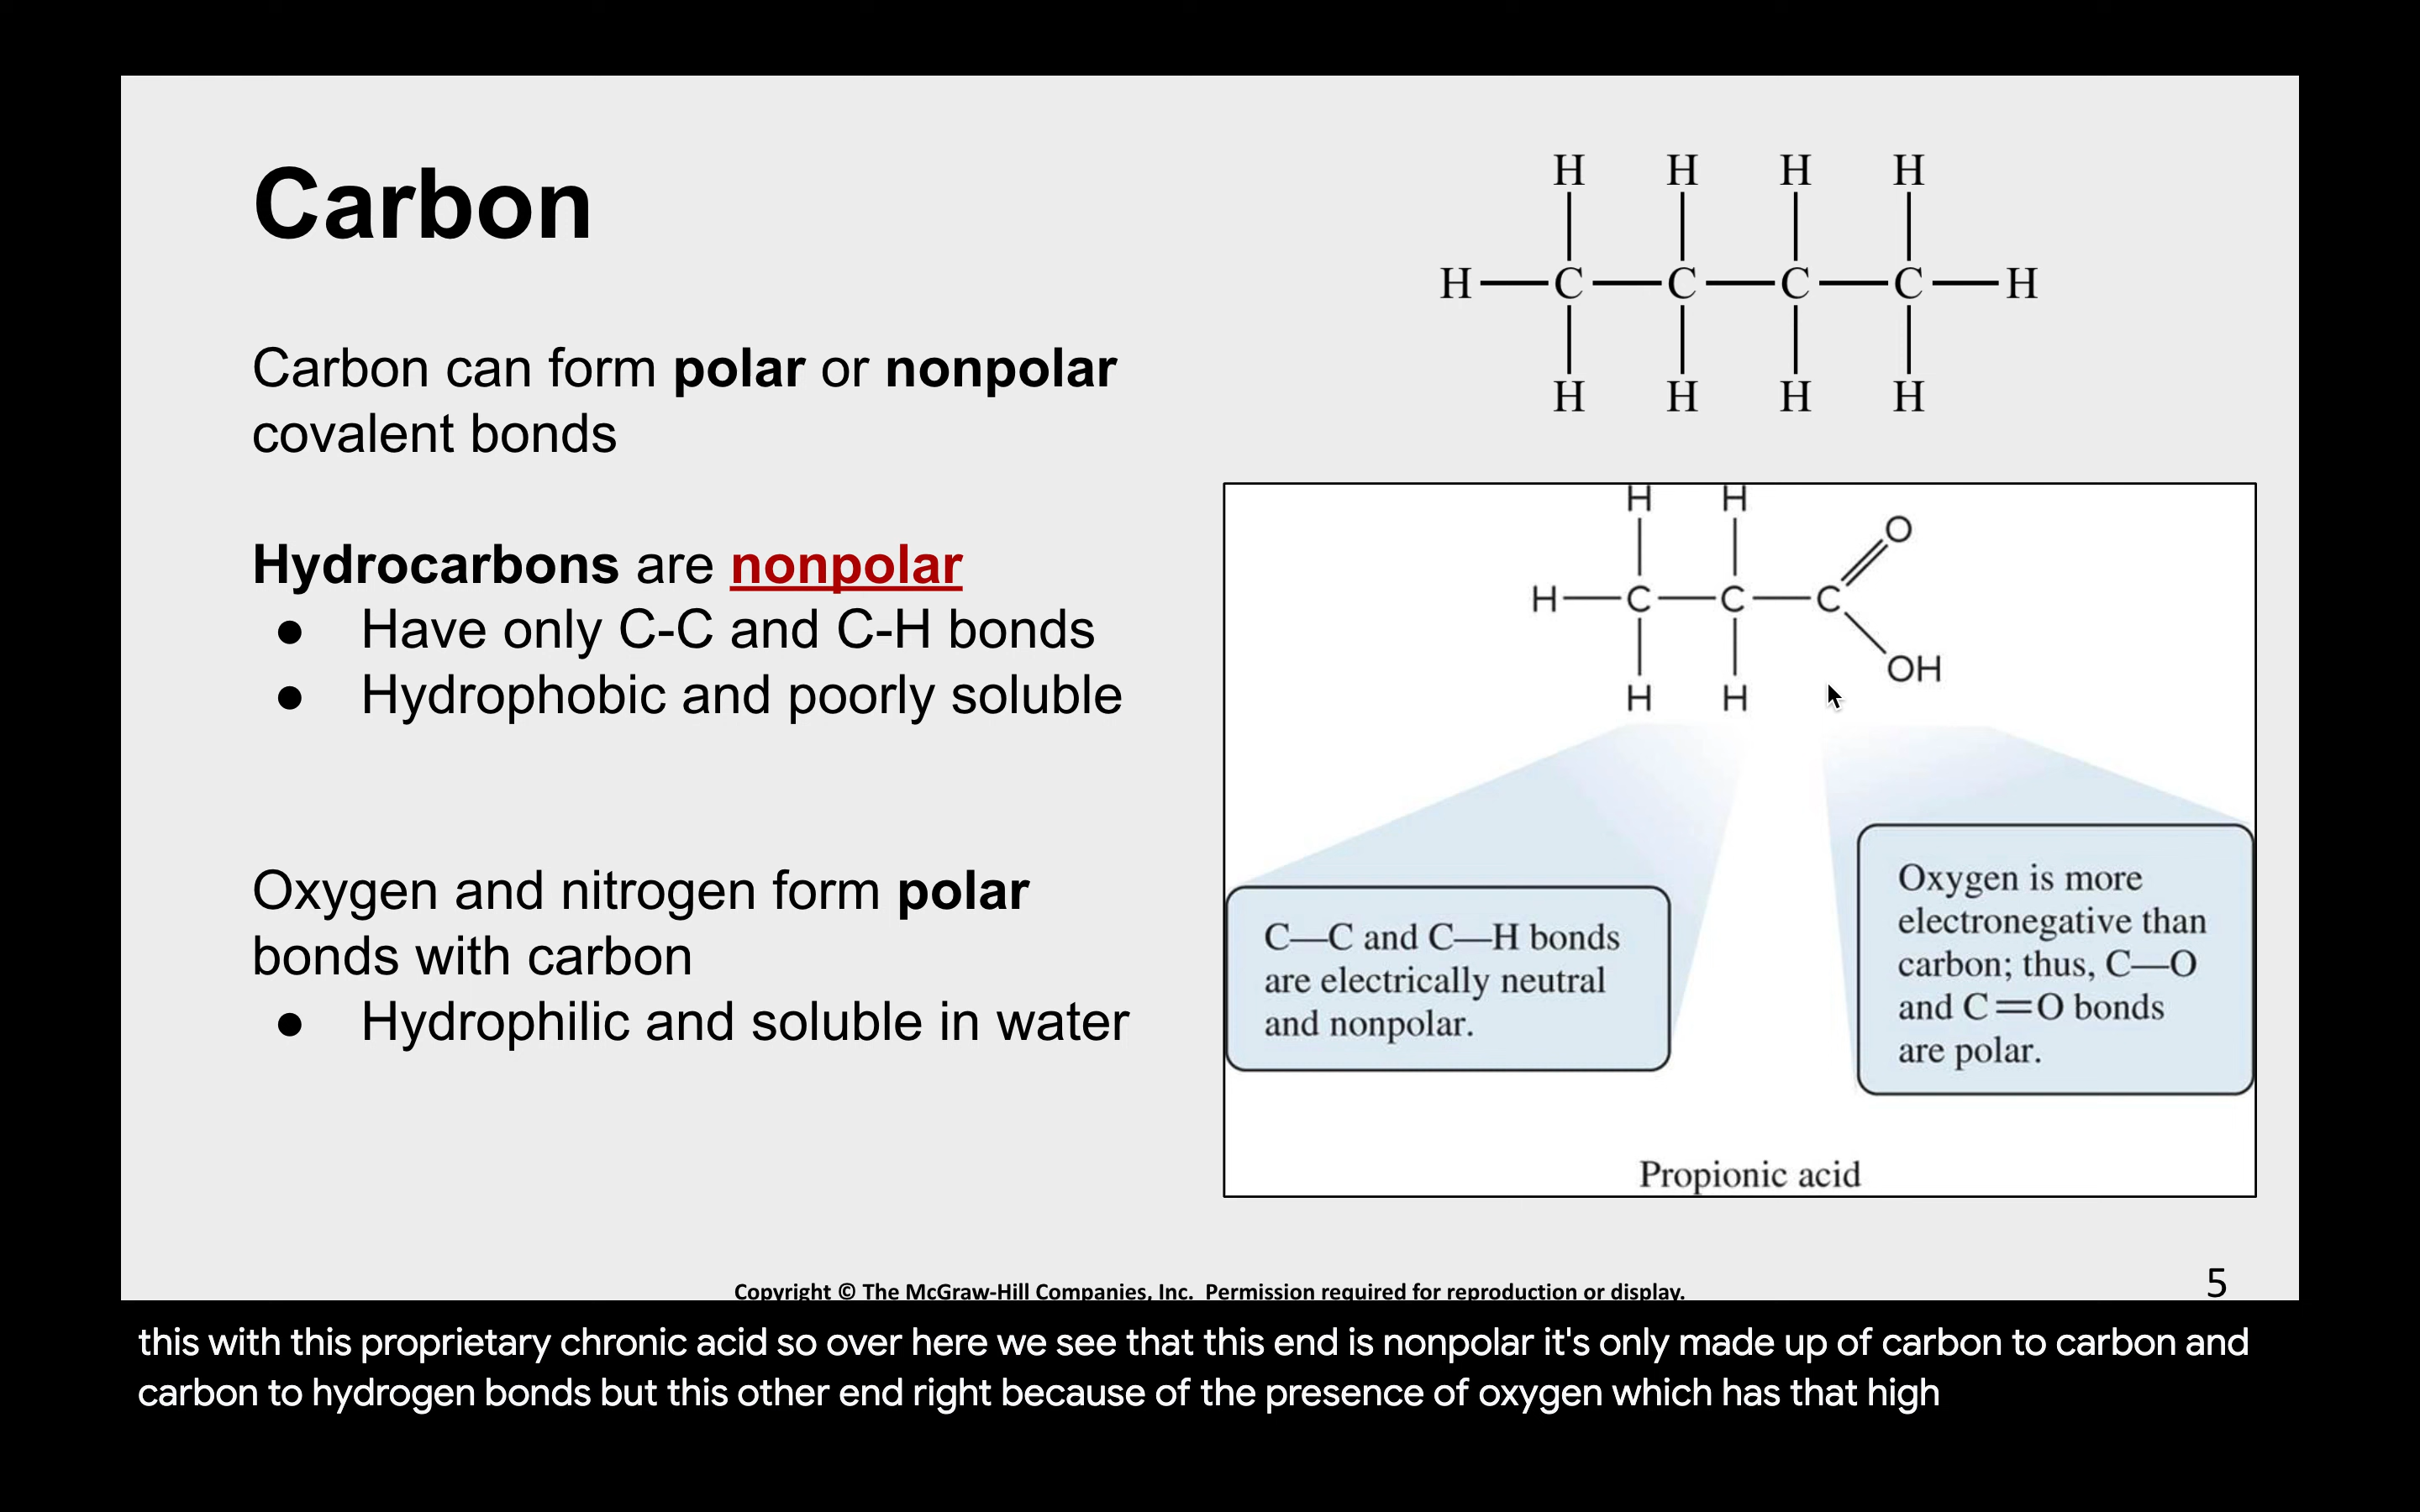 Carbon
Carbon can form polar or nonpolar
covalent bonds
Hydrocarbons are nonpolar
● Have only C-C and C-H bonds
● Hydrophobic and poorly soluble
Oxygen and nitrogen form polar
bonds with carbon
● Hydrophilic and soluble in water
H H H H
H—C—C—C—C—H
H H H H
H H
O
H—C—C—C
OH
H H
C—C and C—H bonds
are electrically neutral
and nonpolar.
Oxygen is more
electronegative than
carbon; thus, C—O
and C=O bonds
are polar.
Propionic acid
Copyright © The McGraw-Hill Companies, Inc. Permission required for reproduction or display.
5
this with this proprietary chronic acid so over here we see that this end is nonpolar it's only made up of carbon to carbon and
carbon to hydrogen bonds but this other end right because of the presence of oxygen which has that high